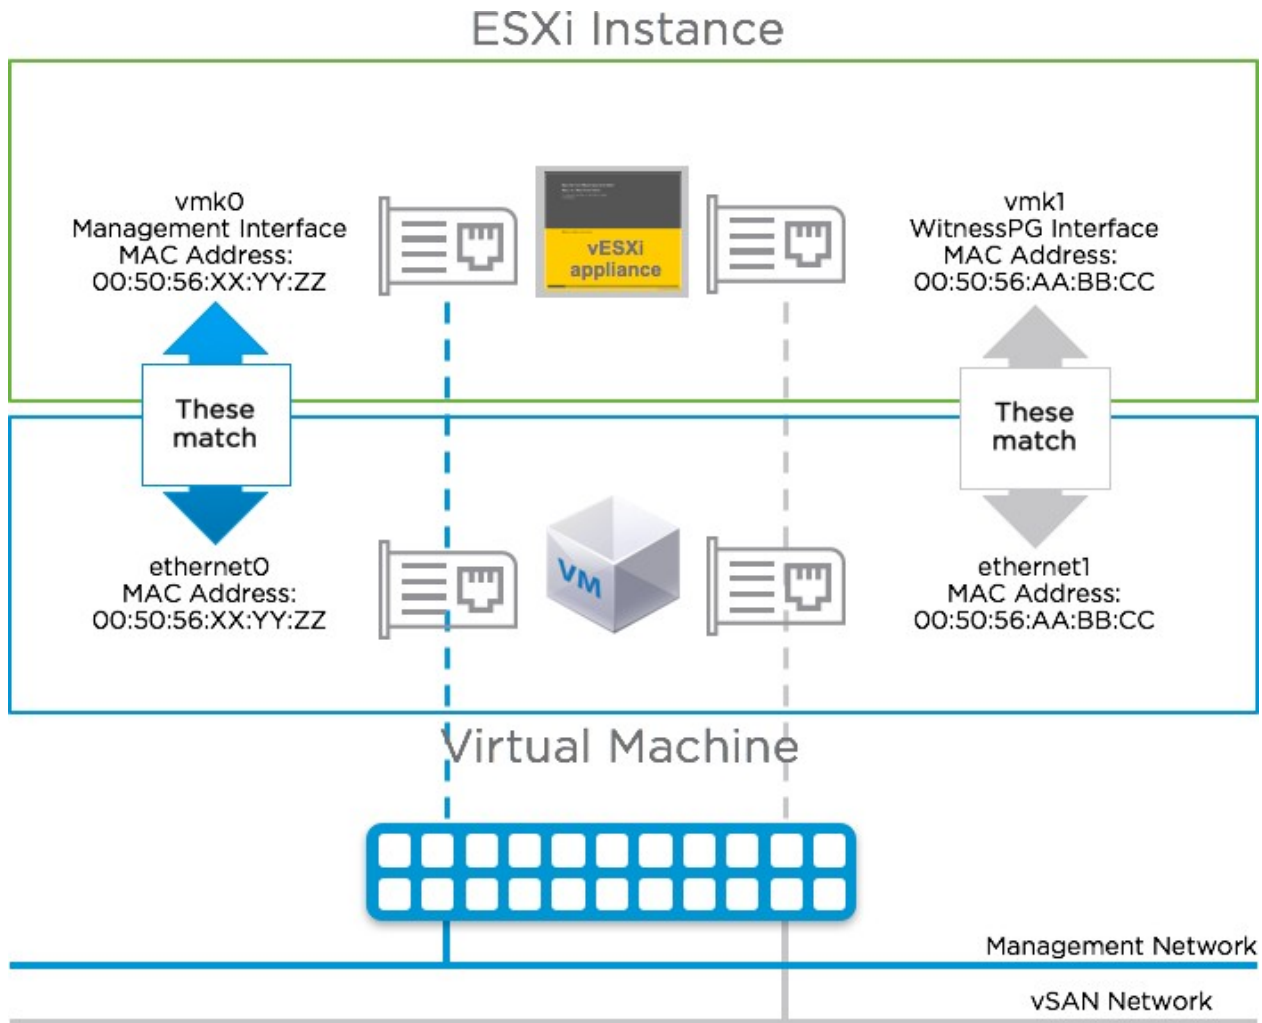 ESXi Instance
vmk0
Management Interface
MAC Address:
00:50:56:XX:YY:ZZ
vESXi
appliance
vmk1
WitnessPG Interface
MAC Address:
00:50:56:AA:BB:CC
These
match
These
match
ethernet0
MAC Address:
00:50:56:XX:YY:ZZ
VM
ethernet1
MAC Address:
00:50:56:AA:BB:CC
Virtual Machine
Management Network
vSAN Network